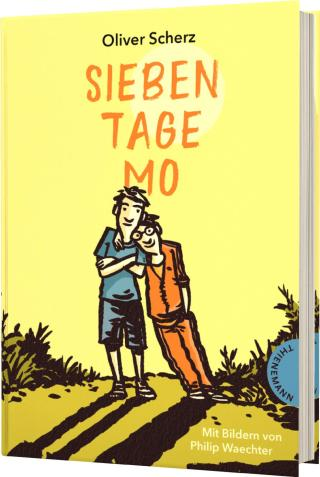 Oliver Scherz
SIEBEN
TAGE
MO
THIENEMANN
Mit Bildern von
Philip Waechter